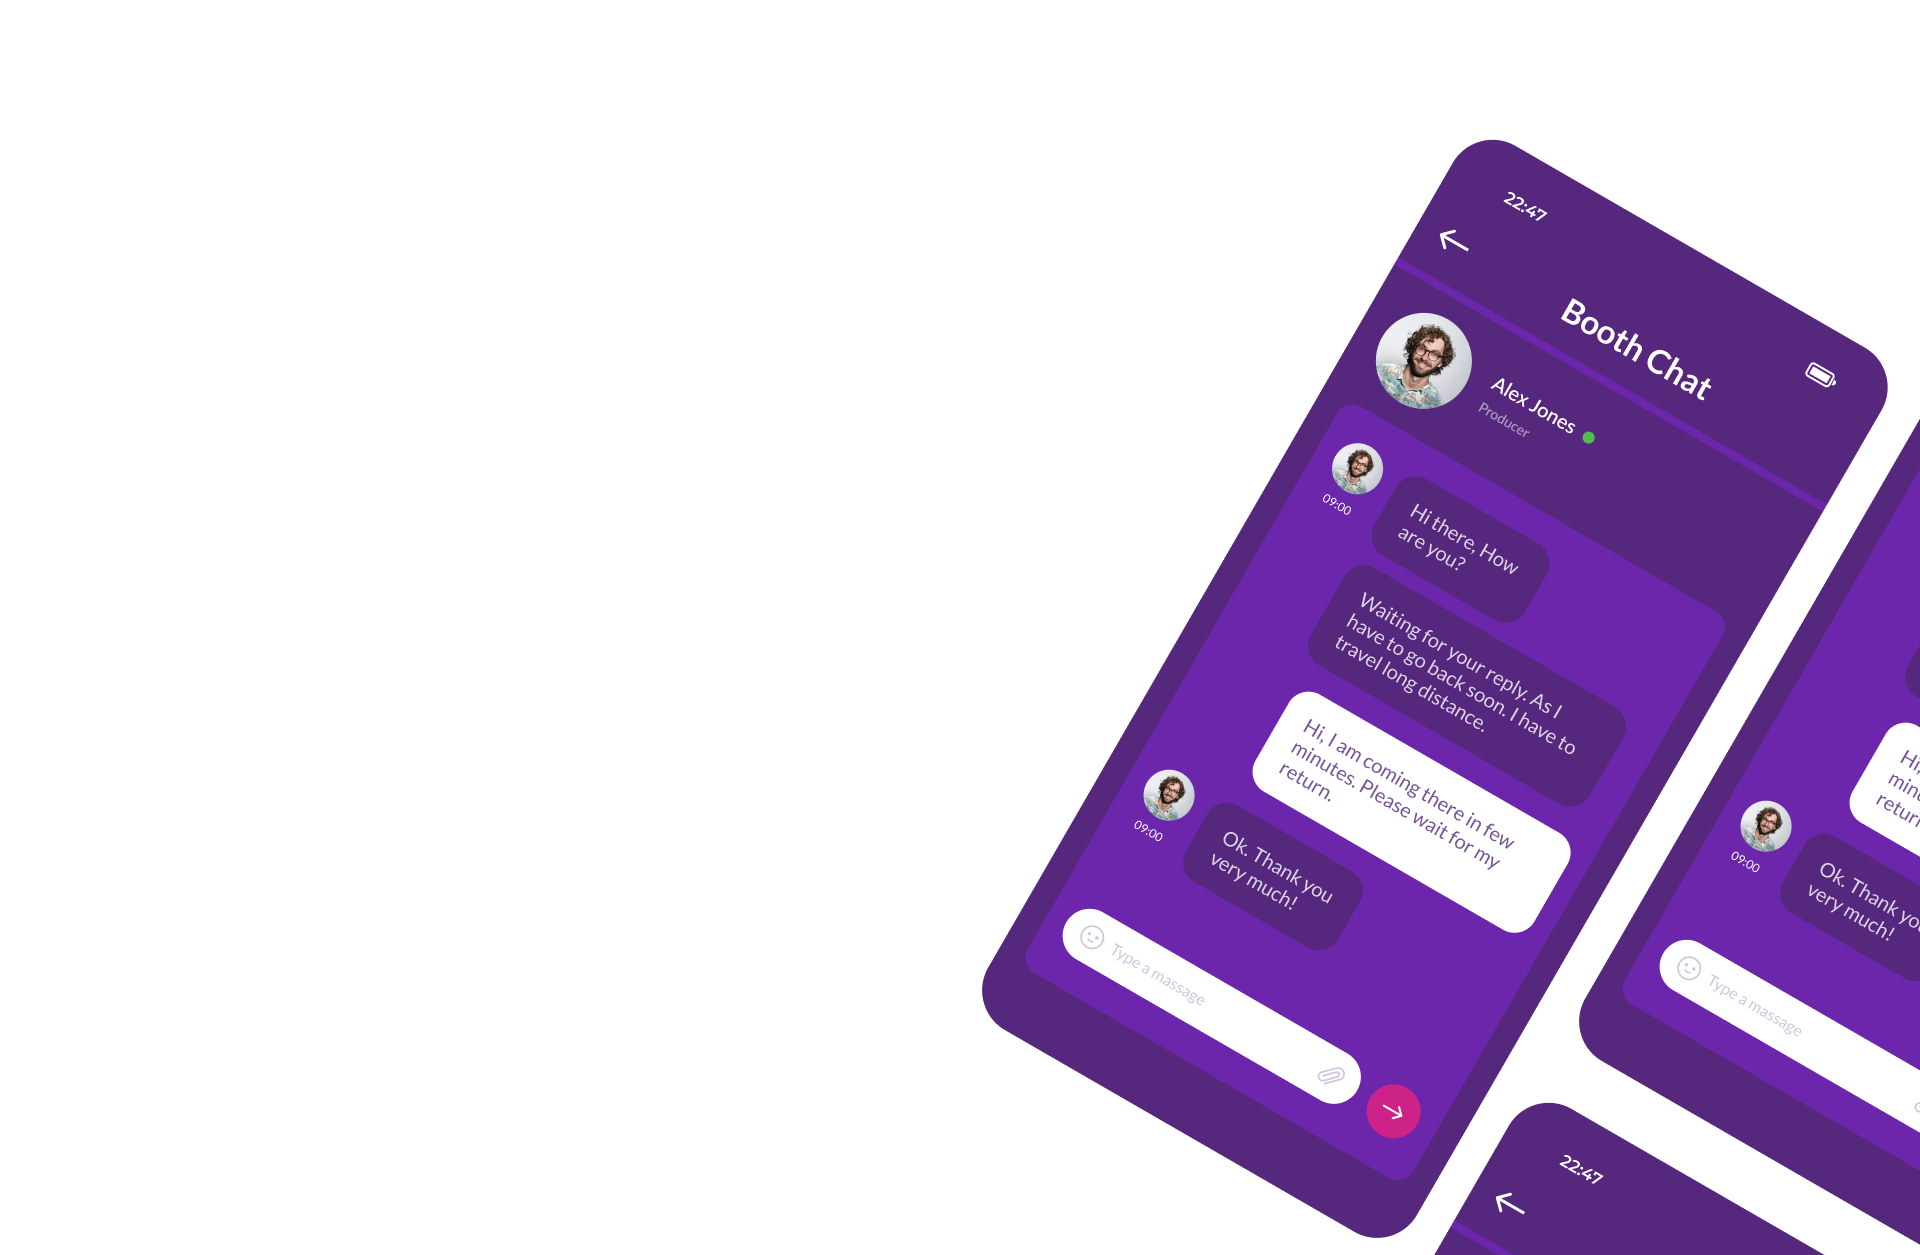 22:47
Booth Chat
Alex Jones
Producer
09:00
Hi there, How
are you?
Waiting for your reply. As I
have to go back soon. I have to
travel long distance.
Hi, I am coming there in few
minutes. Please wait for my
return.
09:00
Ok. Thank you
very much!
Type a massage
Hi,
09:00
Ok. Thank you
very much!
Type a massage
22:47